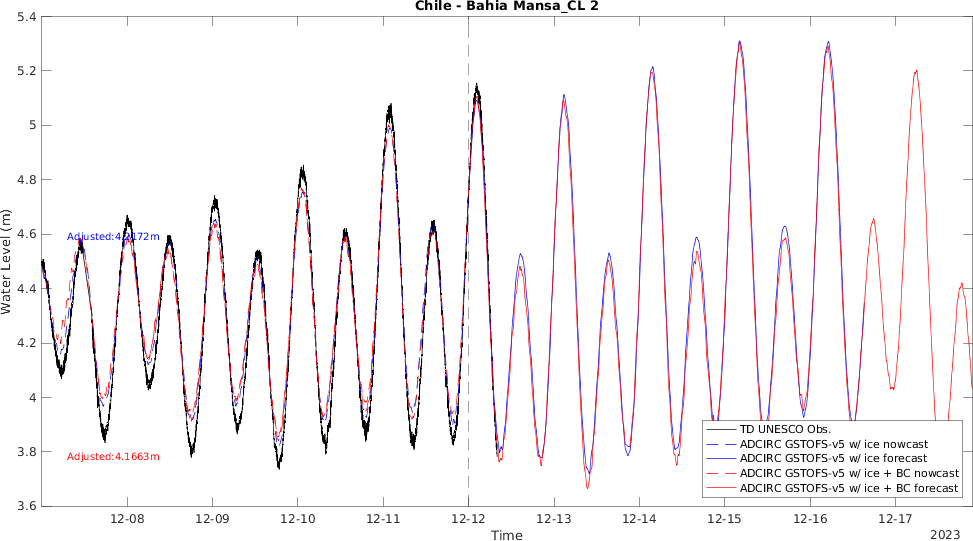 Chile - Bahia Mansa_CL 2
5.4
5.2
5
4.8
4.6
4.4
4.2
4
3.8
3.6
Water Level (m)
Adjusted:4.2172m
Adjusted:4.1663m
TD UNESCO Obs.
ADCIRC GSTOFS-v5 w/ ice nowcast
ADCIRC GSTOFS-v5 w/ ice forecast
ADCIRC GSTOFS-v5 w/ ice + BC nowcast
ADCIRC GSTOFS-v5 w/ ice + BC forecast
12-08 12-09 12-10 12-11 12-12 12-13 12-14 12-15 12-16 12-17
Time
2023